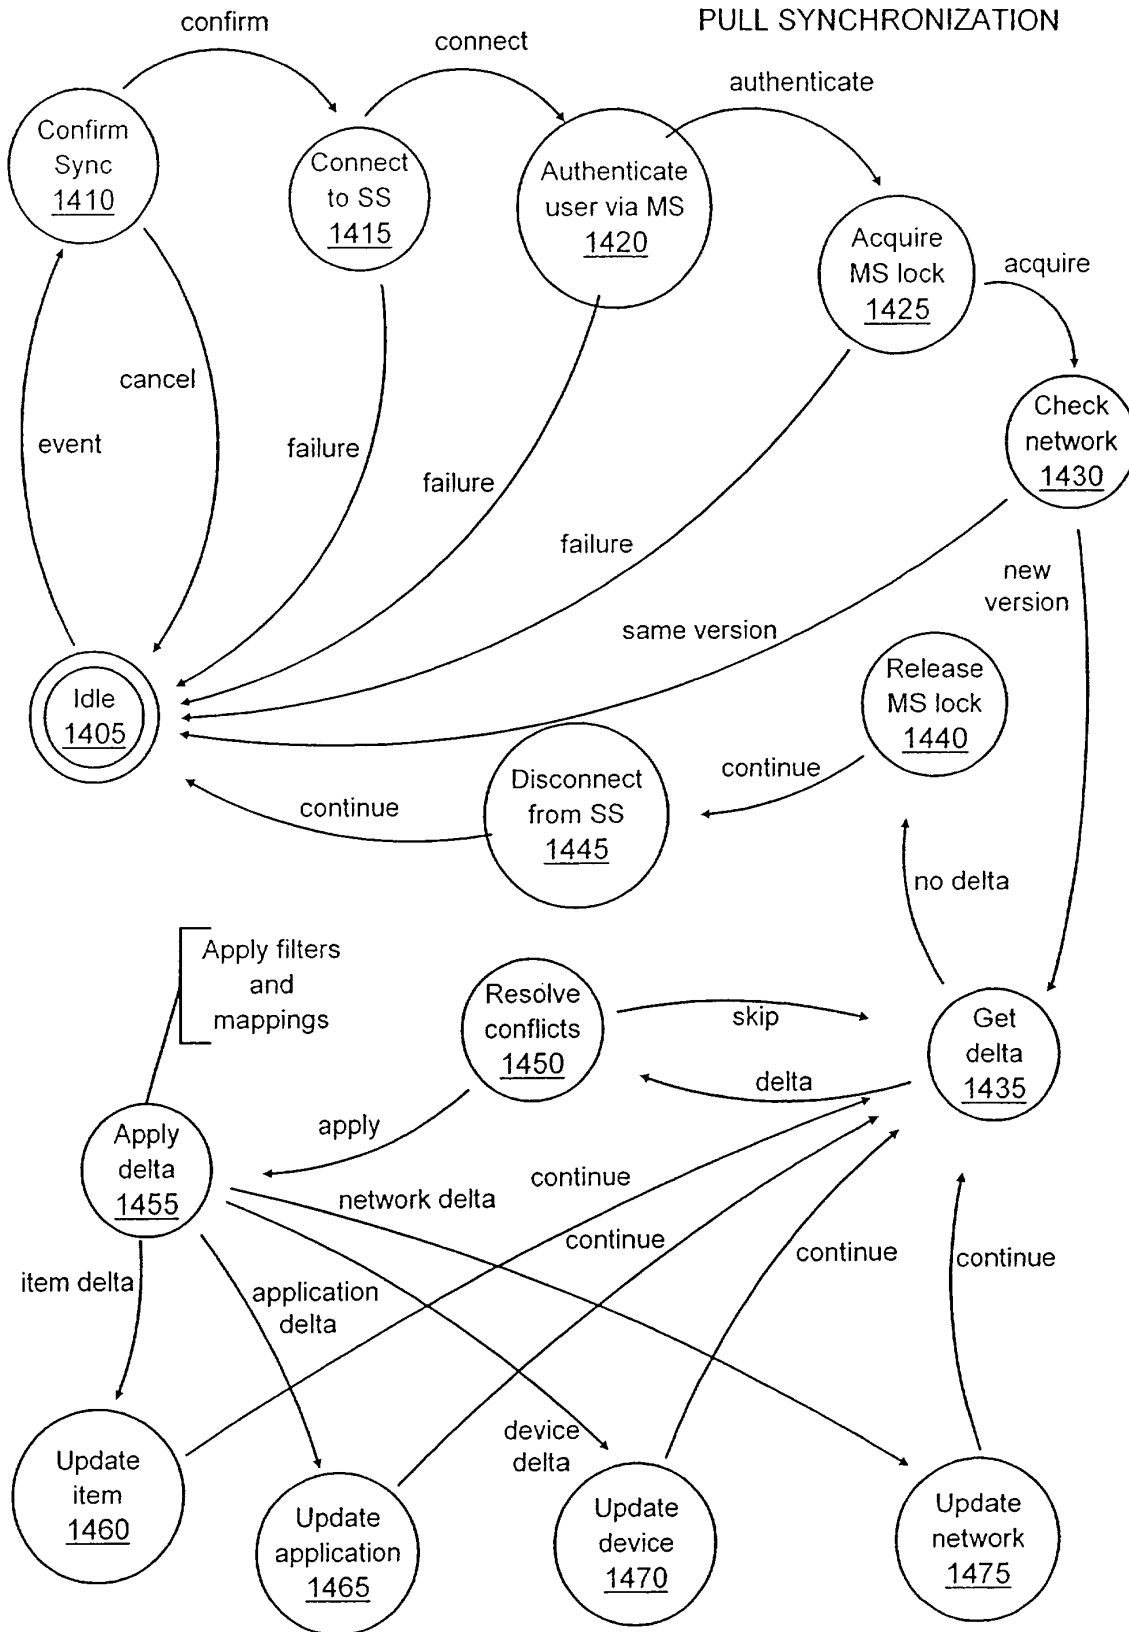 PULL SYNCHRONIZATION
confirm
connect
authenticate
Confirm
Sync
1410
Connect
to SS
1415
Authenticate
user via MS
1420
Acquire
MS lock
1425
acquire
Check
network
1430
cancel
event
failure
failure
failure
new
version
same version
Idle
1405
Release
MS lock
1440
continue
Disconnect
from SS
1445
continue
no delta
Apply filters
and
mappings
Resolve
conflicts
1450
skip
delta
Get
delta
1435
apply
Apply
delta
1455
network delta
continue
continue
continue
continue
item delta
application
delta
device
delta
Update
item
1460
Update
application
1465
Update
device
1470
Update
network
1475